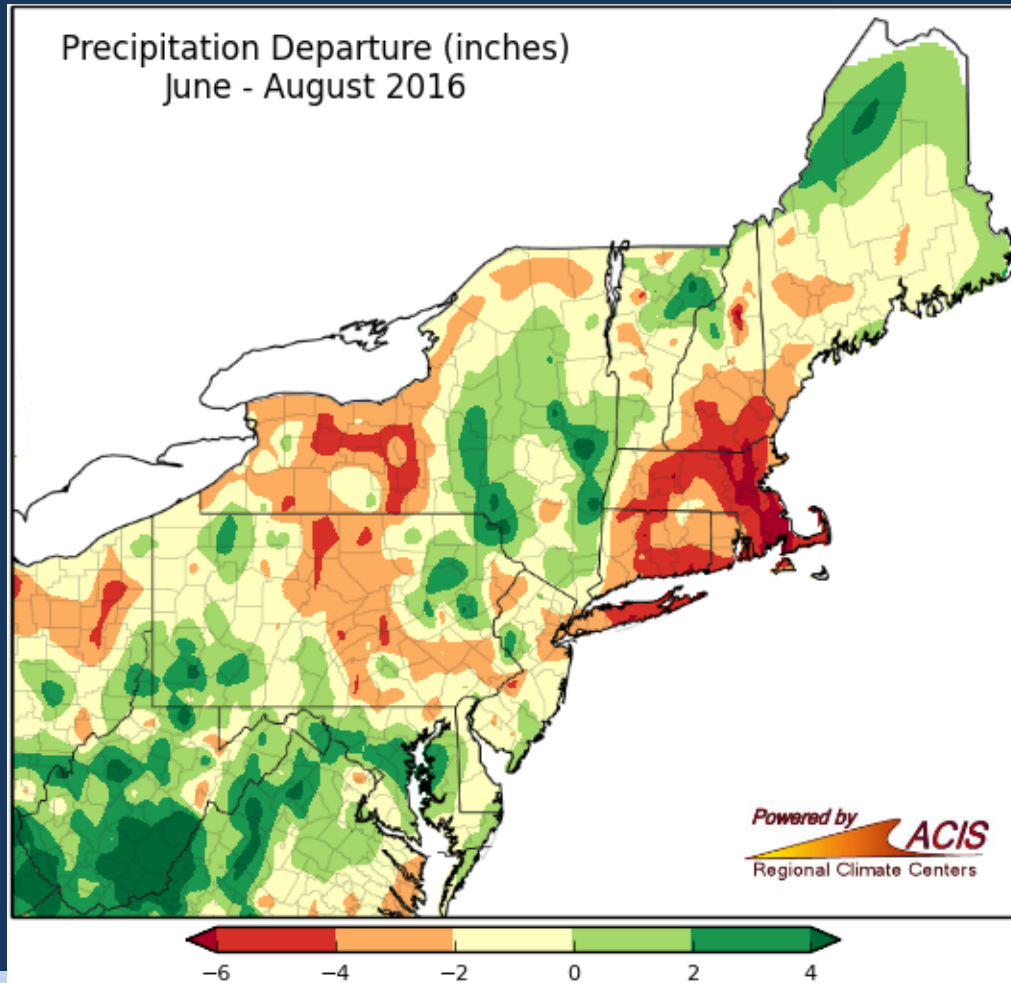 Precipitation Departure (inches)
June - August 2016
Powered by
ACIS
Regional Climate Centers
−6 −4 −2 0 2 4